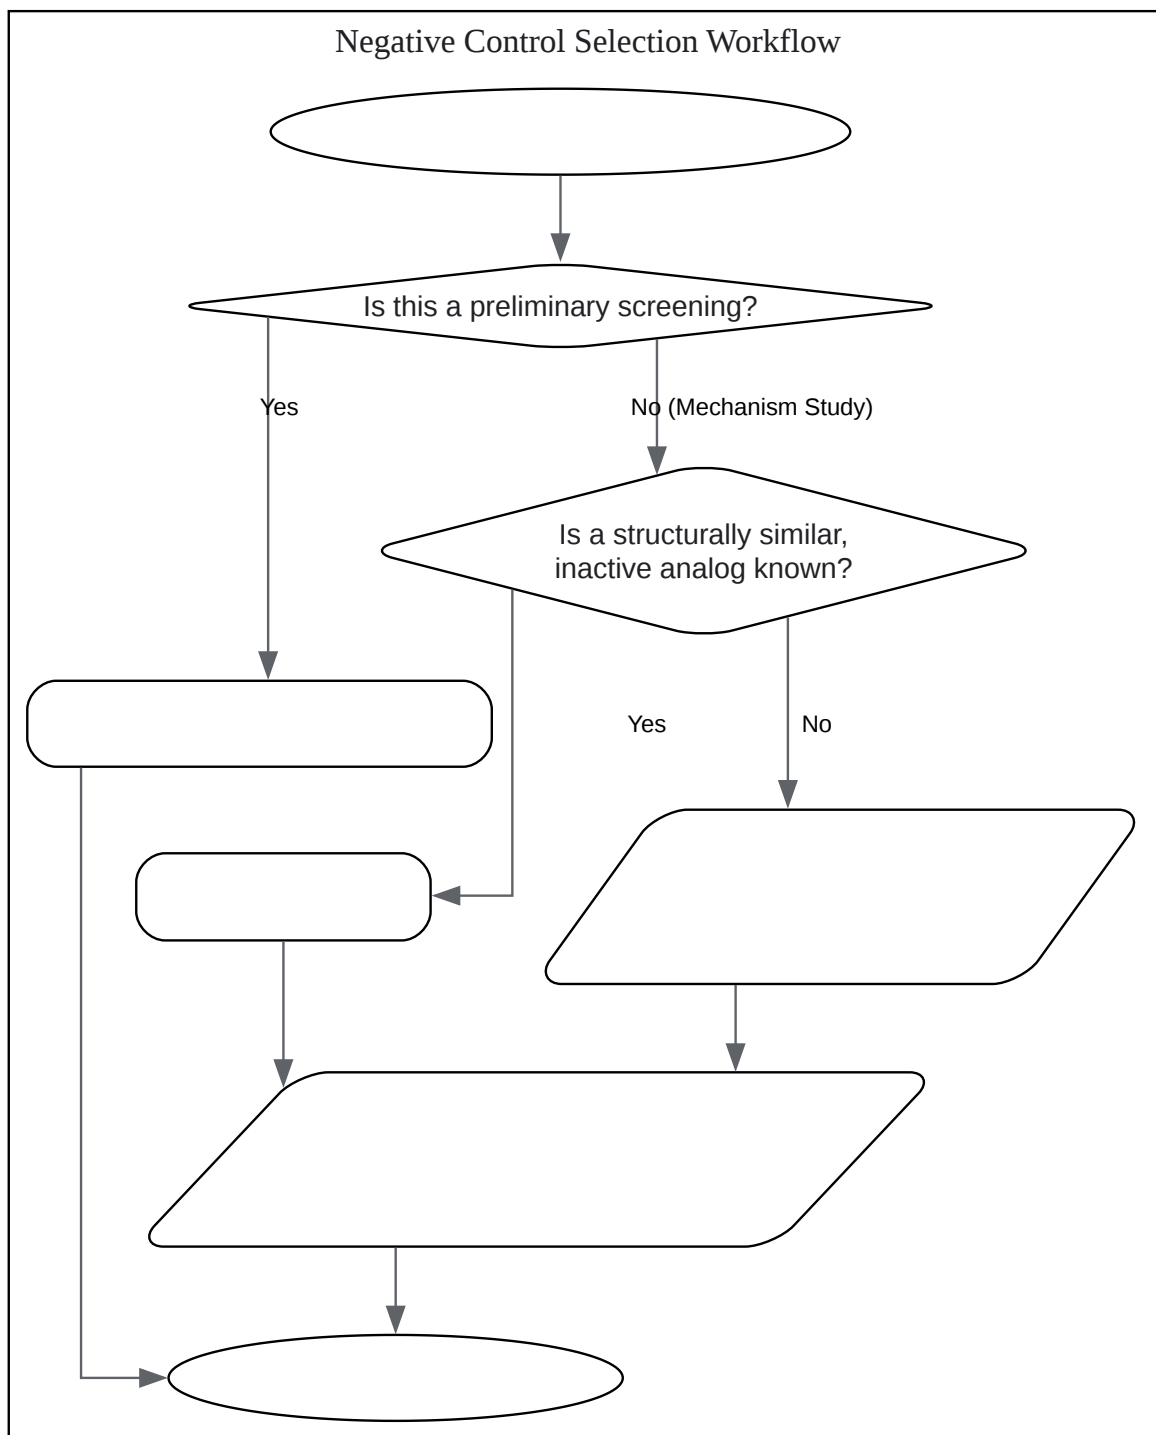 Negative Control Selection Workflow
Is this a preliminary screening?
Yes
No (Mechanism Study)
Is a structurally similar,
inactive analog known?
Yes
No